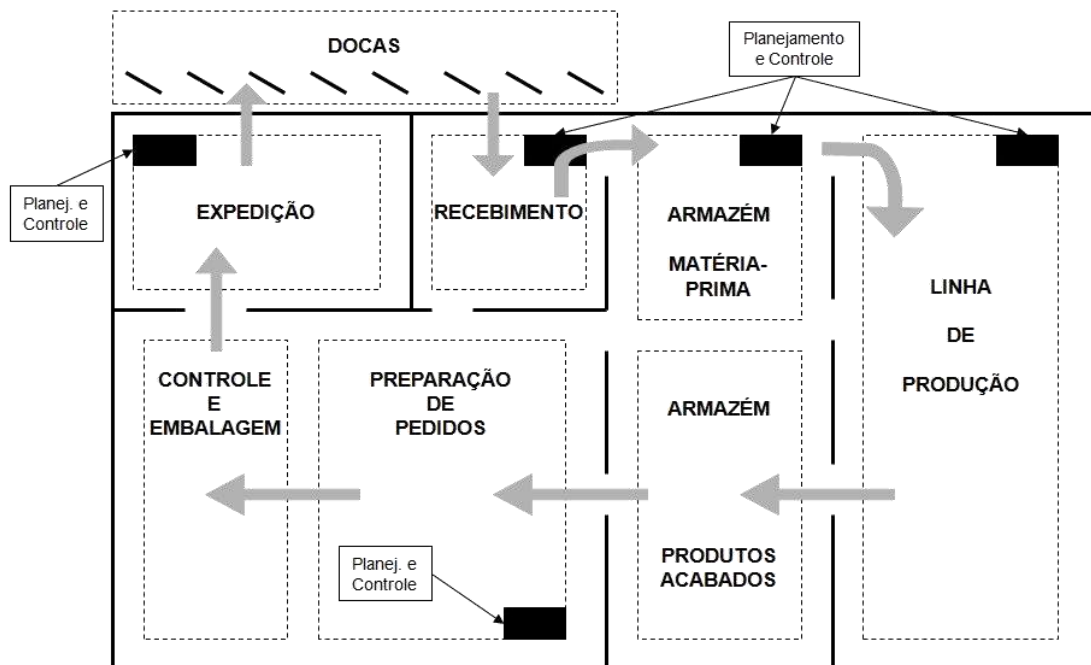 DOCAS
Planejamento
e Controle
Planej. e
Controle
EXPEDIÇÃO
RECEBIMENTO
ARMAZÉM
MATÉRIA-
PRIMA
LINHA
DE
PRODUÇÃO
CONTROLE
E
EMBALAGEM
PREPARAÇÃO
DE
PEDIDOS
ARMAZÉM
PRODUTOS
ACABADOS
Planej. e
Controle